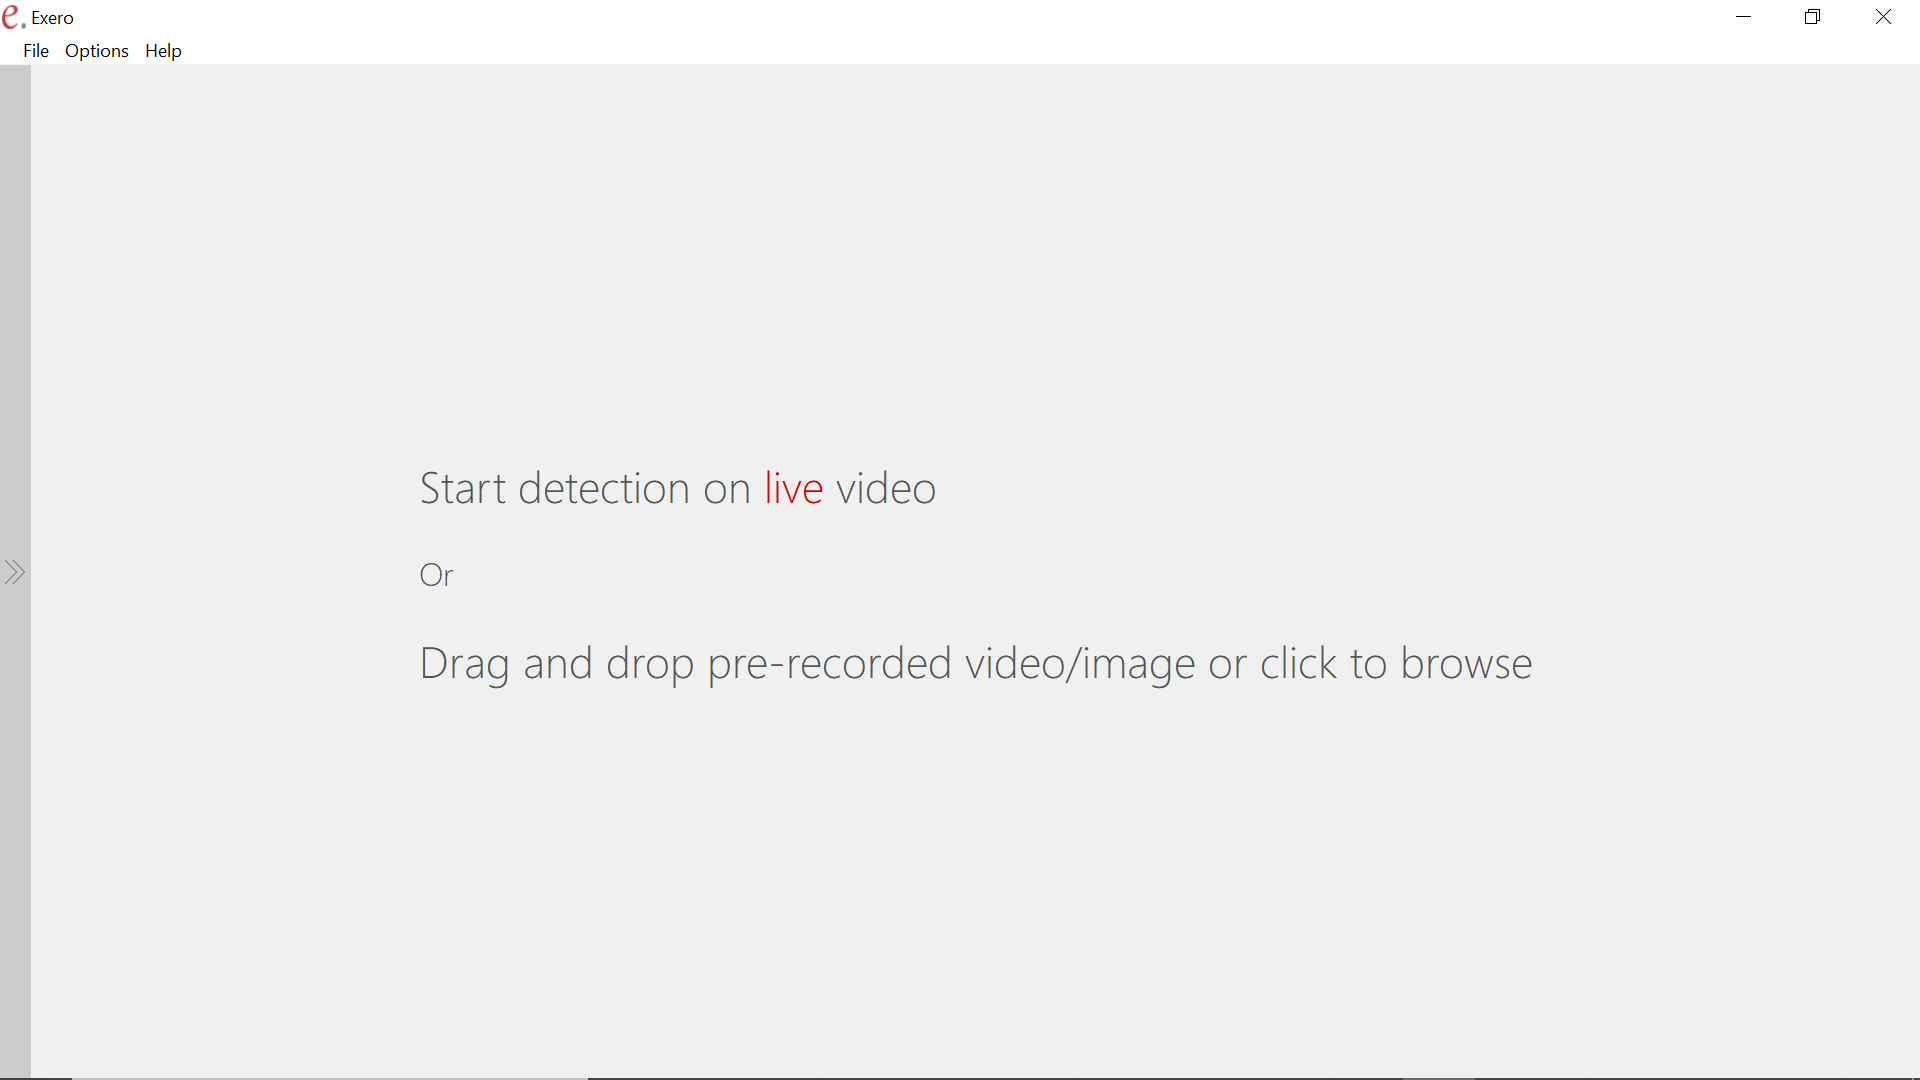 e. Exero
File Options Help
Start detection on live video
Or
Drag and drop pre-recorded video/image or click to browse